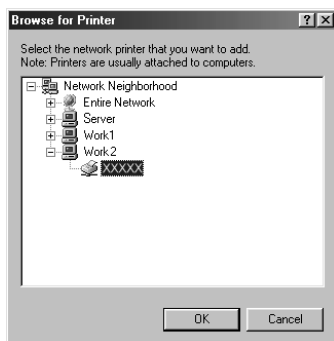 Browse for Printer
Select the network printer that you want to add.
Note: Printers are usually attached to computers.
Network Neighborhood
Entire Network
Server
Work1
Work2
XXXXX
OK
Cancel